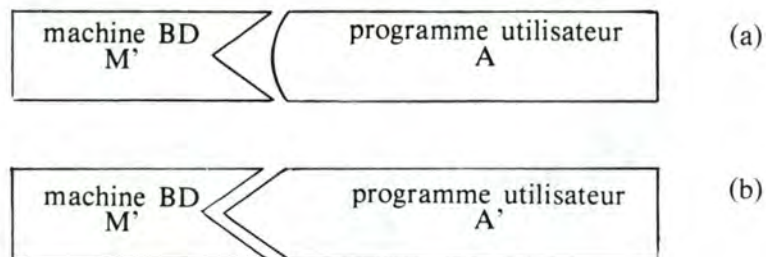 machine BD
M’
programme utilisateur
A
(a)
machine BD
M’
programme utilisateur
A’
(b)